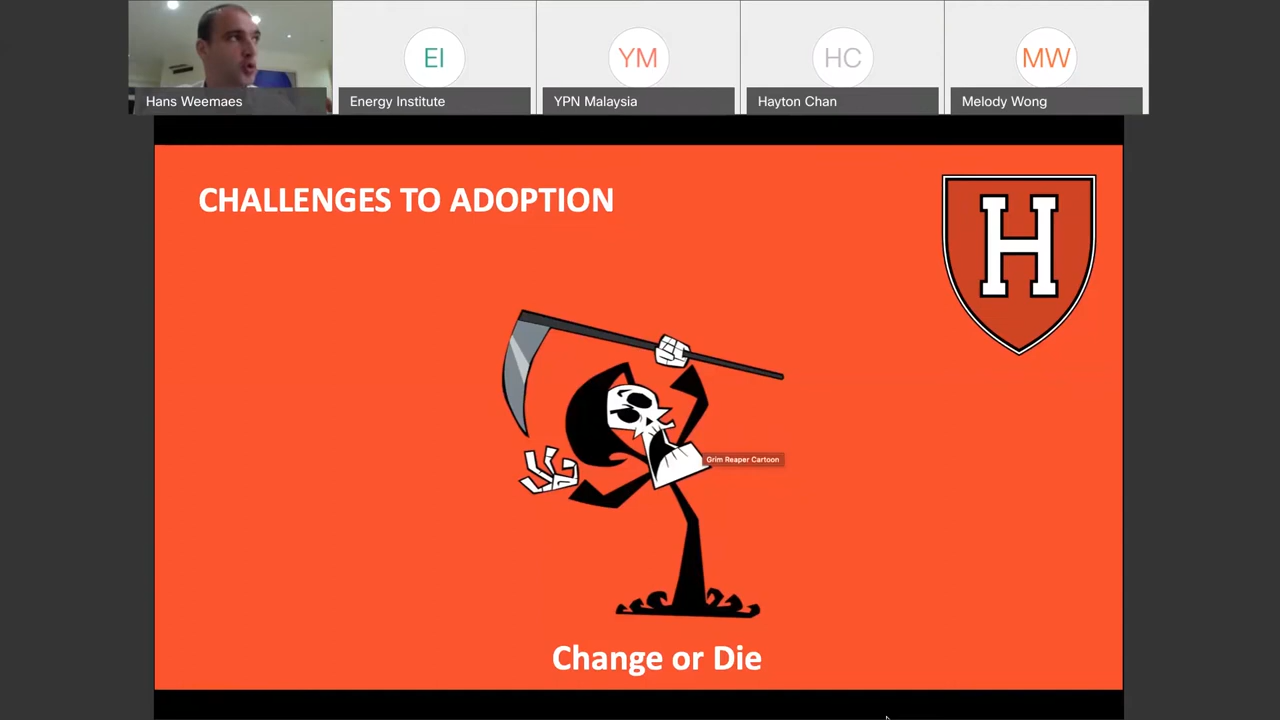 EI
YM
HC
MW
Hans Weemaes
Energy Institute
YPN Malaysia
Hayton Chan
Melody Wong
CHALLENGES TO ADOPTION
H
Grim Reaper Cartoon
Change or Die